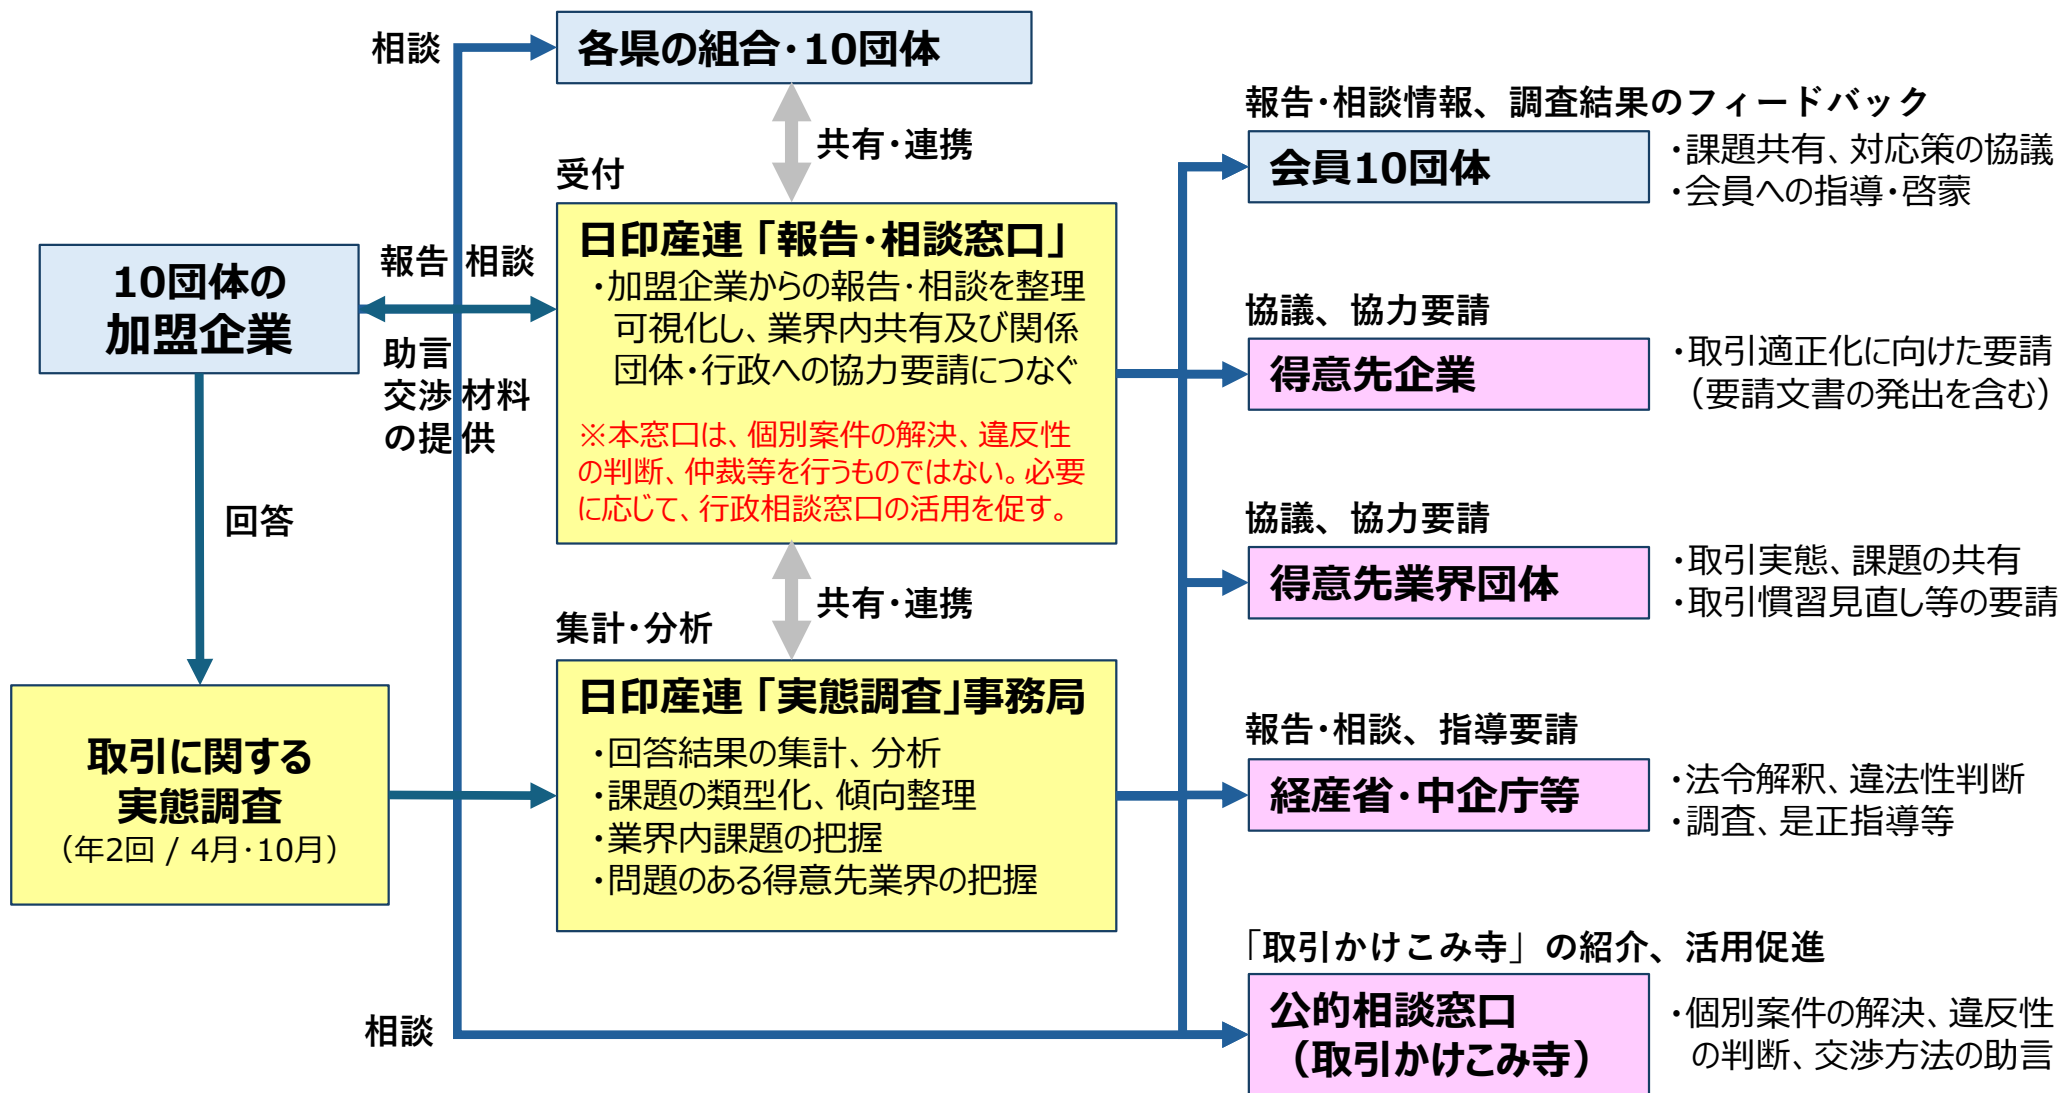 相談
各県の組合・10団体
共有・連携
受付
日印産連「報告・相談窓口」
・加盟企業からの報告・相談を整理
可視化し、業界内共有及び関係
団体・行政への協力要請につなぐ
※本窓口は、個別案件の解決、違反性
の判断、仲裁等を行うものではない。必要
に応じて、行政相談窓口の活用を促す。
10団体の
加盟企業
報告 相談
助言
交渉材料
の提供
回答
共有・連携
集計・分析
取引に関する
実態調査
（年2回 / 4月・10月）
日印産連「実態調査」事務局
・回答結果の集計、分析
・課題の類型化、傾向整理
・業界内課題の把握
・問題のある得意先業界の把握
相談
報告・相談情報、調査結果のフィードバック
会員10団体
・課題共有、対応策の協議
・会員への指導・啓蒙
協議、協力要請
得意先企業
・取引適正化に向けた要請
（要請文書の発出を含む）
協議、協力要請
得意先業界団体
・取引実態、課題の共有
・取引慣習見直し等の要請
報告・相談、指導要請
経産省・中企庁等
・法令解釈、違法性判断
・調査、是正指導等
「取引かけこみ寺」の紹介、活用促進
公的相談窓口
（取引かけこみ寺）
・個別案件の解決、違反性
の判断、交渉方法の助言